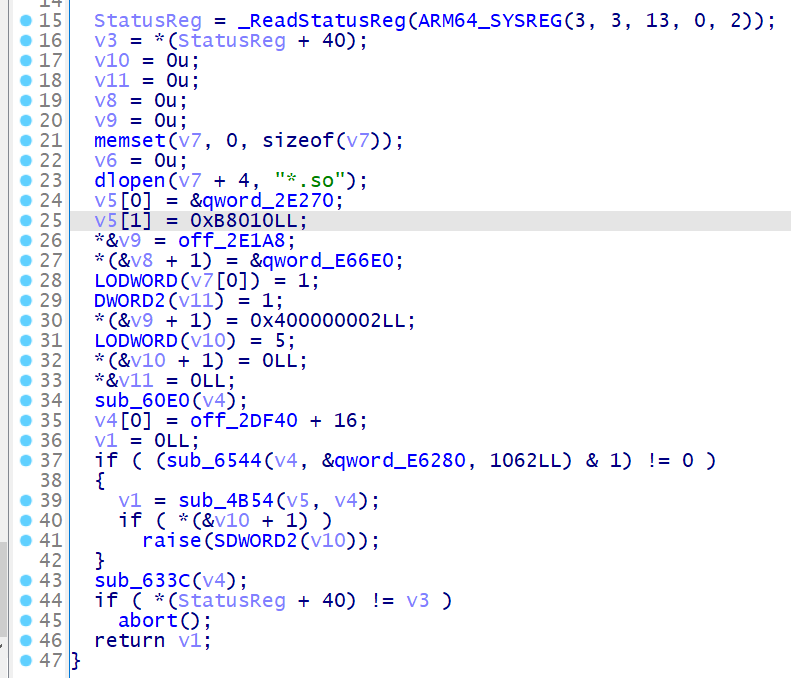 15 StatusReg = _ReadStatusReg(ARM64_SYSREG(3, 3, 13, 0, 2));
16 v3 = *(StatusReg + 40);
17 v10 = 0u;
18 v11 = 0u;
19 v8 = 0u;
20 v9 = 0u;
21 memset(v7, 0, sizeof(v7));
22 v6 = 0u;
23 dlopen(v7 + 4, "*.so");
24 v5[0] = &qword_2E270;
25 v5[1] = 0xB8010LL;
26 *&v9 = off_2E1A8;
27 *(&v8 + 1) = &qword_E66E0;
28 LODWORD(v7[0]) = 1;
29 DWORD2(v11) = 1;
30 *(&v9 + 1) = 0x400000002LL;
31 LODWORD(v10) = 5;
32 *(&v10 + 1) = 0LL;
33 *&v11 = 0LL;
34 sub_60E0(v4);
35 v4[0] = off_2DF40 + 16;
36 v1 = 0LL;
37 if ( (sub_6544(v4, &qword_E6280, 1062LL) & 1) != 0 )
38 {
39 v1 = sub_4B54(v5, v4);
40 if ( *(&v10 + 1) )
41 raise(SDWORD2(v10));
42 }
43 sub_633C(v4);
44 if ( *(StatusReg + 40) != v3 )
45 abort();
46 return v1;
47 }